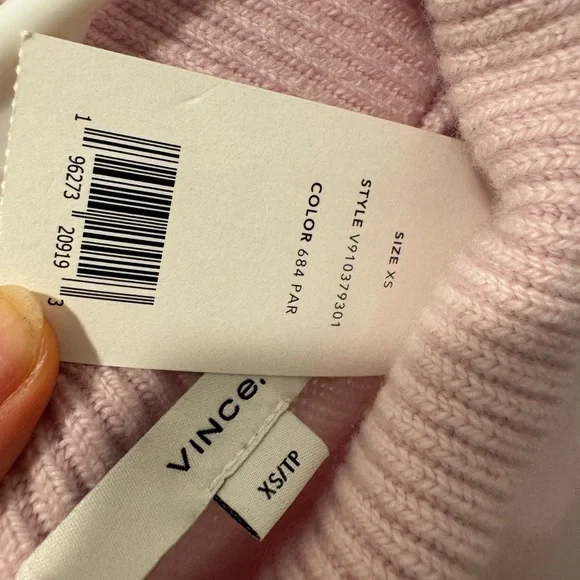 SIZE XS
STYLE V910379301
COLOR 684 PAR
1 96273 20919 3
VINCE.
XS/TP